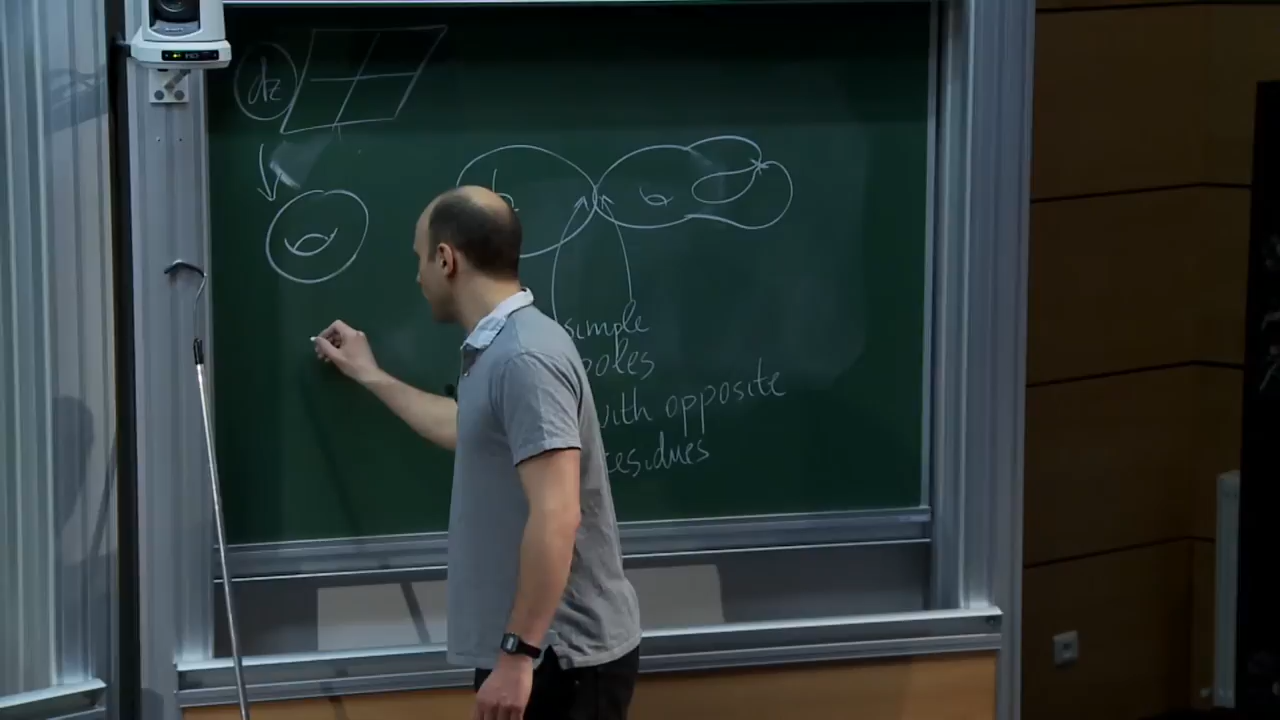 dz
simple
poles
with opposite
residues